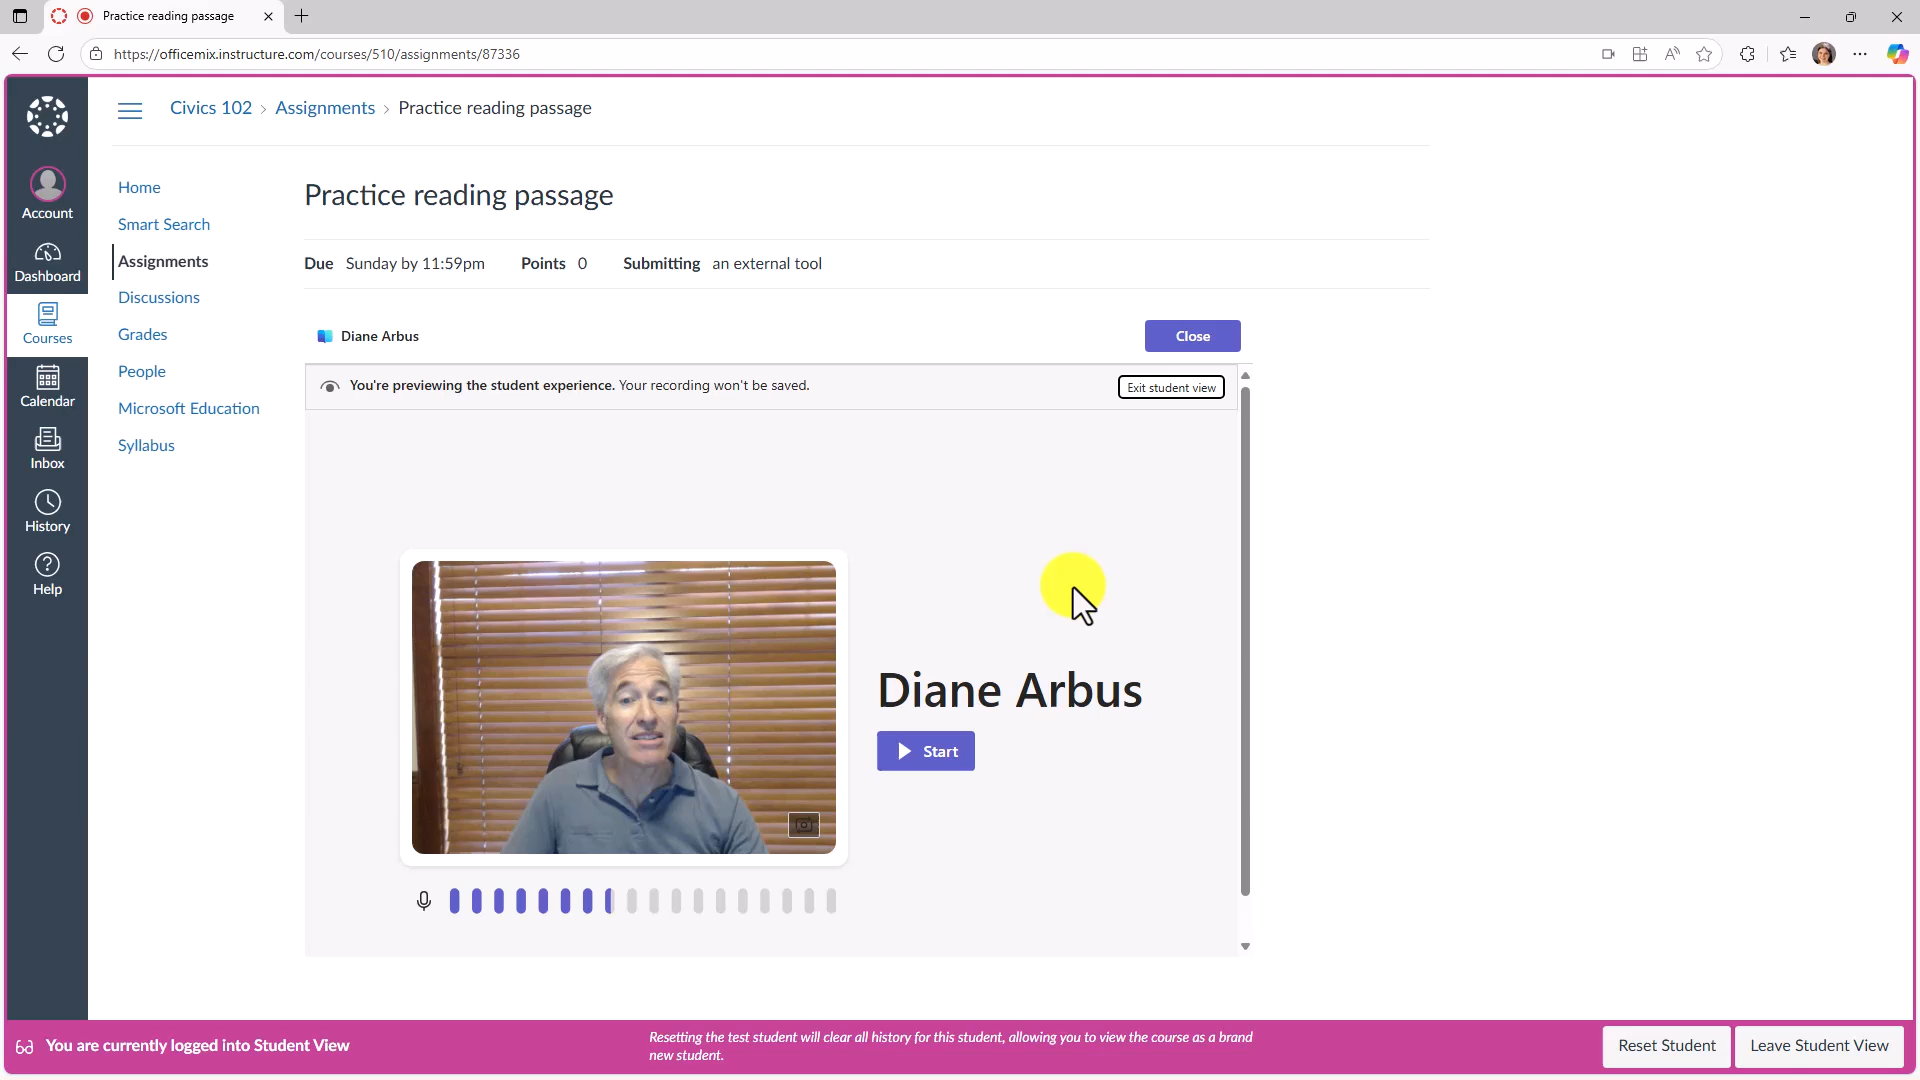 Practice reading passage
https://officemix.instructure.com/courses/510/assignments/87336
Civics 102 › Assignments › Practice reading passage
Account
Dashboard
Courses
Calendar
Inbox
History
Help
Home
Smart Search
Assignments
Discussions
Grades
People
Microsoft Education
Syllabus
Practice reading passage
Due Sunday by 11:59pm Points 0 Submitting an external tool
Diane Arbus
Close
You're previewing the student experience. Your recording won't be saved.
Exit student view
Diane Arbus
Start
You are currently logged into Student View
Resetting the test student will clear all history for this student, allowing you to view the course as a brand
new student.
Reset Student
Leave Student View